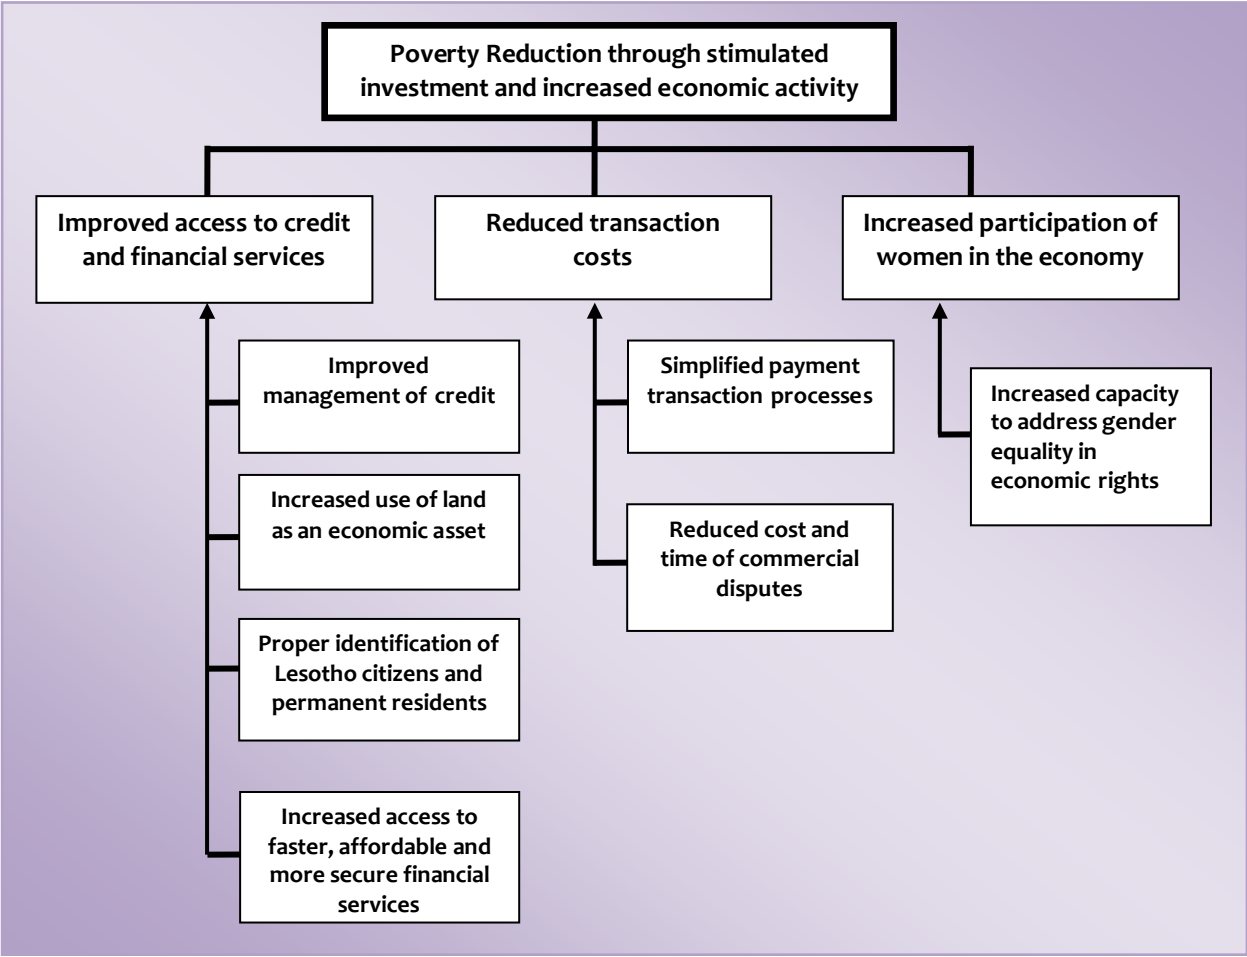 Poverty Reduction through stimulated
investment and increased economic activity
Improved access to credit
and financial services
Reduced transaction
costs
Increased participation of
women in the economy
Improved
management of credit
Increased use of land
as an economic asset
Proper identification of
Lesotho citizens and
permanent residents
Increased access to
faster, affordable and
more secure financial
services
Simplified payment
transaction processes
Reduced cost and
time of commercial
disputes
Increased capacity
to address gender
equality in
economic rights